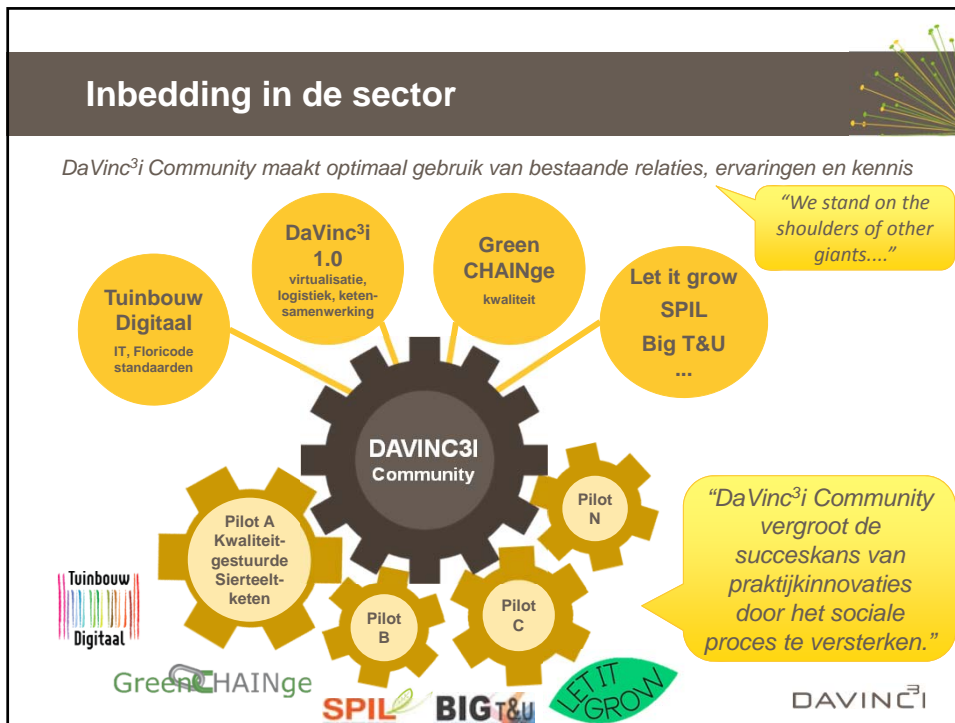 Inbedding in de sector
DaVinc³i Community maakt optimaal gebruik van bestaande relaties, ervaringen en kennis
“We stand on the
shoulders of other
giants....”
Tuinbouw
Digitaal
IT, Floricode
standaarden
DaVinc³i
1.0
virtualisatie,
logistiek, keten-
samenwerking
Green
CHAINge
kwaliteit
Let it grow
SPIL
Big T&U
...
DAVINC3I
Community
Pilot A
Kwaliteit-
gestuurde
Sierteelt-
keten
Pilot
B
Pilot
C
Pilot
N
“DaVinc³i Community
vergroot de
succeskans van
praktijkinnovaties
door het sociale
proces te versterken.”
Tuinbouw
Digitaal
GreenCHAINge
SPIL
BIG T&U
LET IT
GROW
DAVINC³I